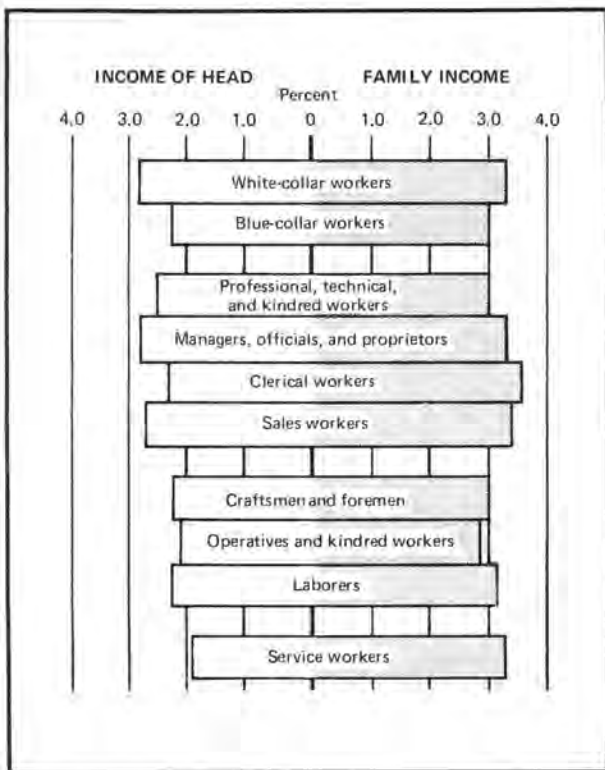 INCOME OF HEAD FAMILY INCOME
Percent
4.0 3.0 2.0 1.0 0 1.0 2.0 3.0 4.0
White-collar workers
Blue-collar workers
Professional, technical,
and kindred workers
Managers, officials, and proprietors
Clerical workers
Sales workers
Craftsmen and foremen
Operatives and kindred workers
Laborers
Service workers